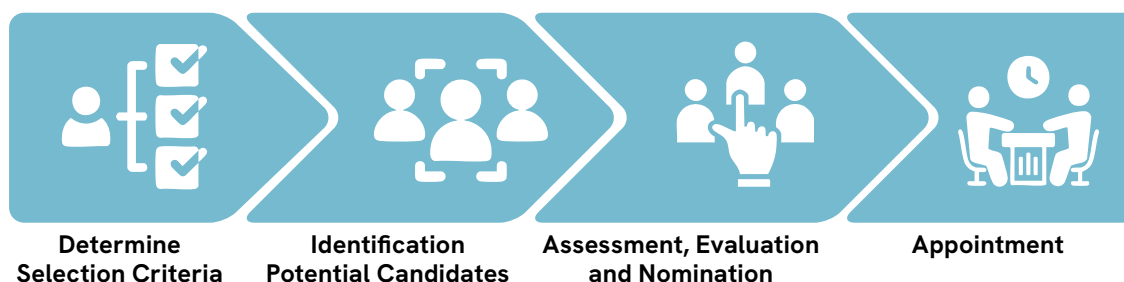 Determine
Selection Criteria
Identification
Potential Candidates
Assessment, Evaluation
and Nomination
Appointment